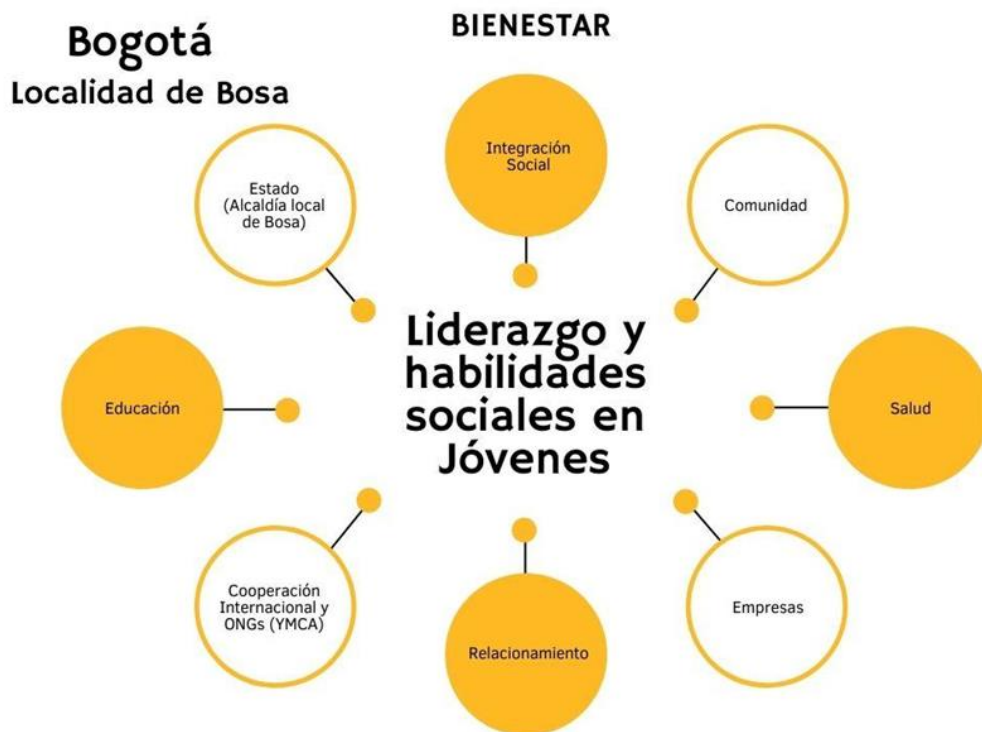 Bogotá
Localidad de Bosa
BIENESTAR
Integración
Social
Estado
(Alcaldía local
de Bosa)
Comunidad
Liderazgo y
habilidades
sociales en
Jóvenes
Educación
Salud
Cooperación
Internacional y
ONGs (YMCA)
Empresas
Relacionamiento